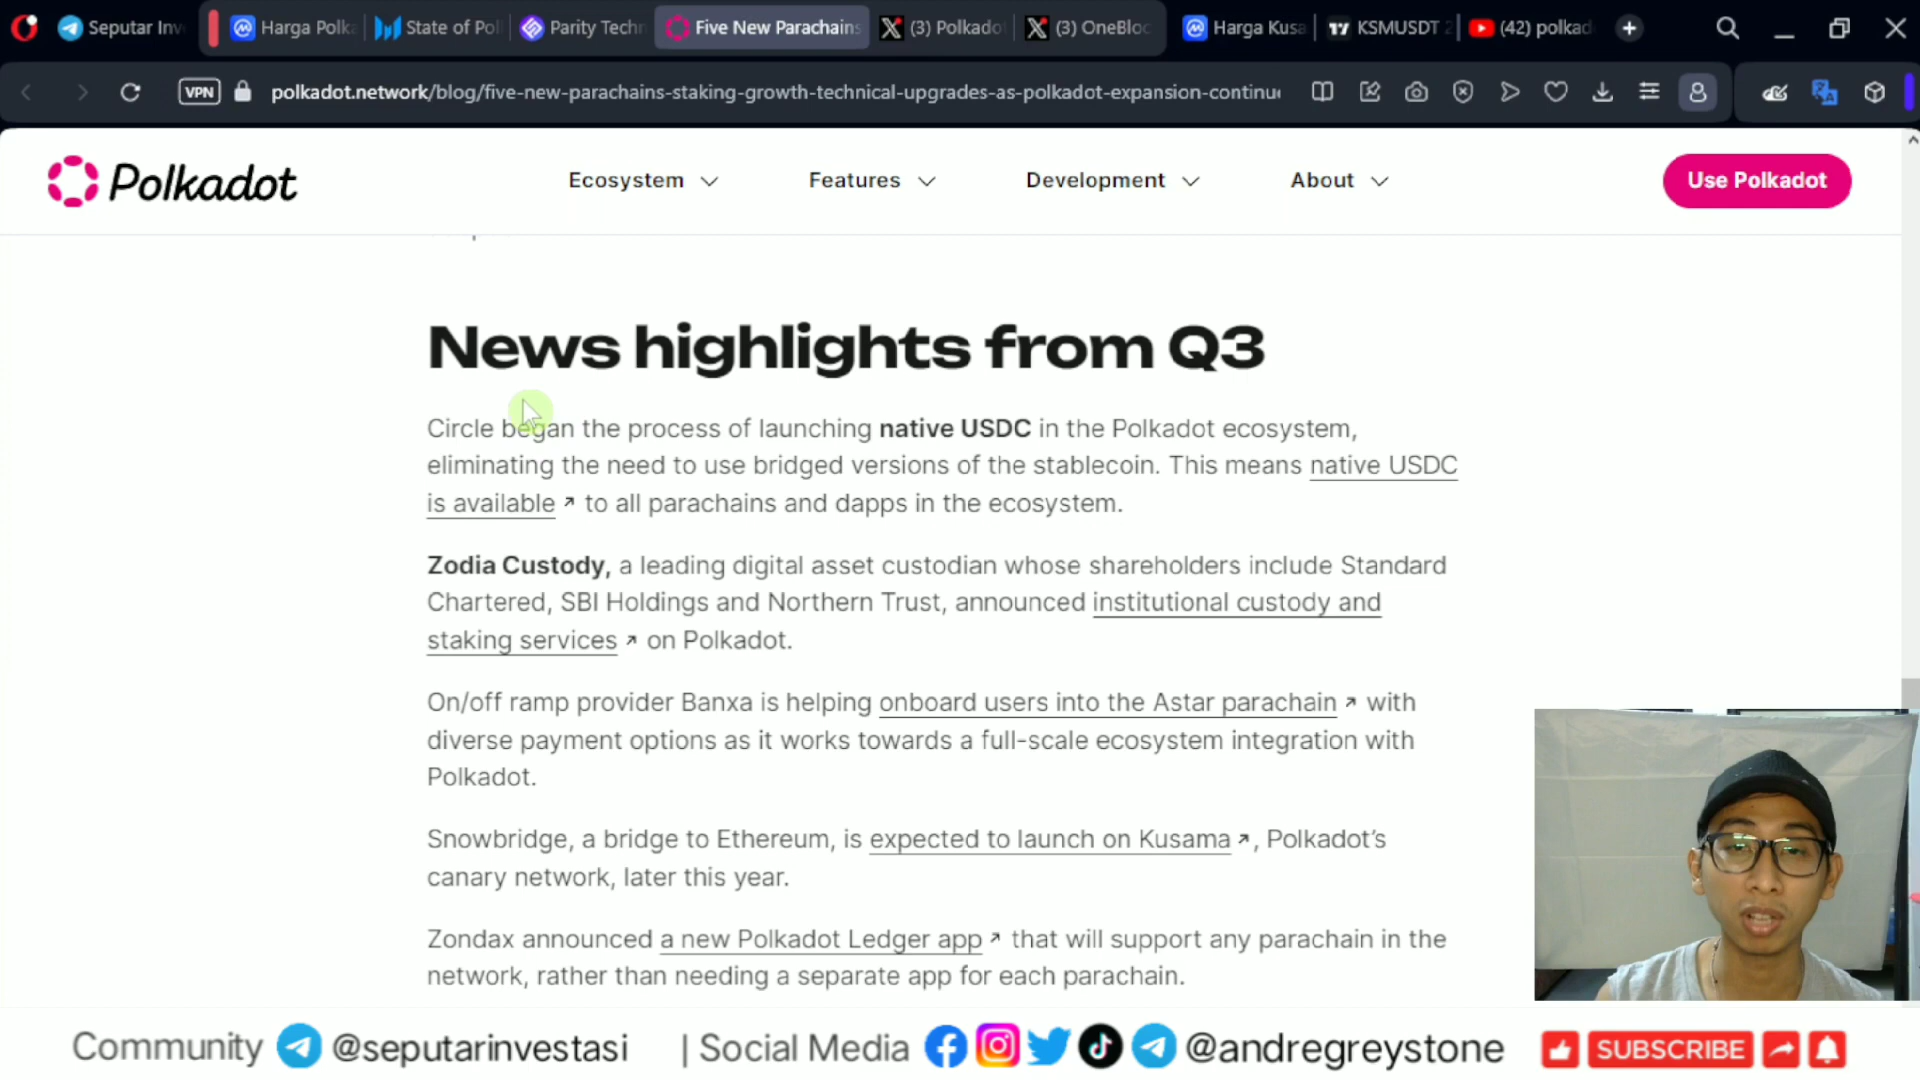 Seputar Inv
Harga Polka
State of Pol
Parity Techn
Five New Parachains
(3) Polkado
(3) OneBloc
Harga Kusa
KSMUSDT 2
(42) polkad
VPN
polkadot.network/blog/five-new-parachains-staking-growth-technical-upgrades-as-polkadot-expansion-continu
Polkadot
Ecosystem
Features
Development
About
Use Polkadot
News highlights from Q3
Circle began the process of launching native USDC in the Polkadot ecosystem,
eliminating the need to use bridged versions of the stablecoin. This means native USDC
is available ↗ to all parachains and dapps in the ecosystem.
Zodia Custody, a leading digital asset custodian whose shareholders include Standard
Chartered, SBI Holdings and Northern Trust, announced institutional custody and
staking services ↗ on Polkadot.
On/off ramp provider Banxa is helping onboard users into the Astar parachain ↗ with
diverse payment options as it works towards a full-scale ecosystem integration with
Polkadot.
Snowbridge, a bridge to Ethereum, is expected to launch on Kusama ↗, Polkadot's
canary network, later this year.
Zondax announced a new Polkadot Ledger app ↗ that will support any parachain in the
network, rather than needing a separate app for each parachain.
Community @seputarinvestasi | Social Media @andregreystone SUBSCRIBE